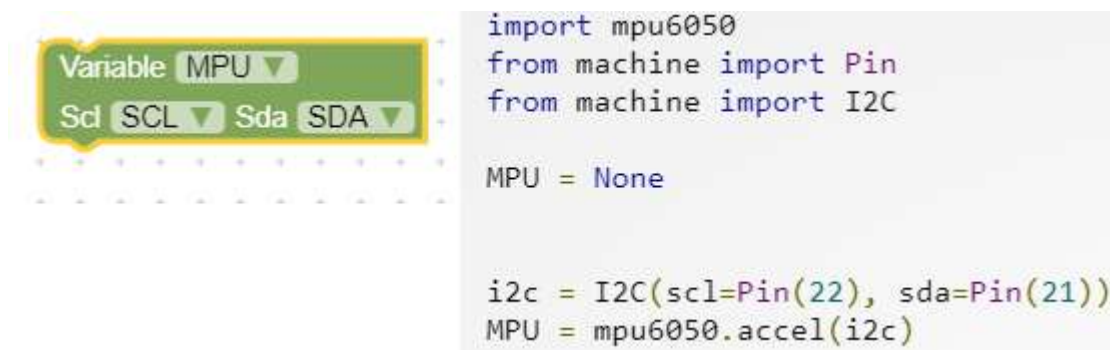 Variable MPU
Scl SCL Sda SDA
import mpu6050
from machine import Pin
from machine import I2C
MPU = None
i2c = I2C(scl=Pin(22), sda=Pin(21))
MPU = mpu6050.accel(i2c)